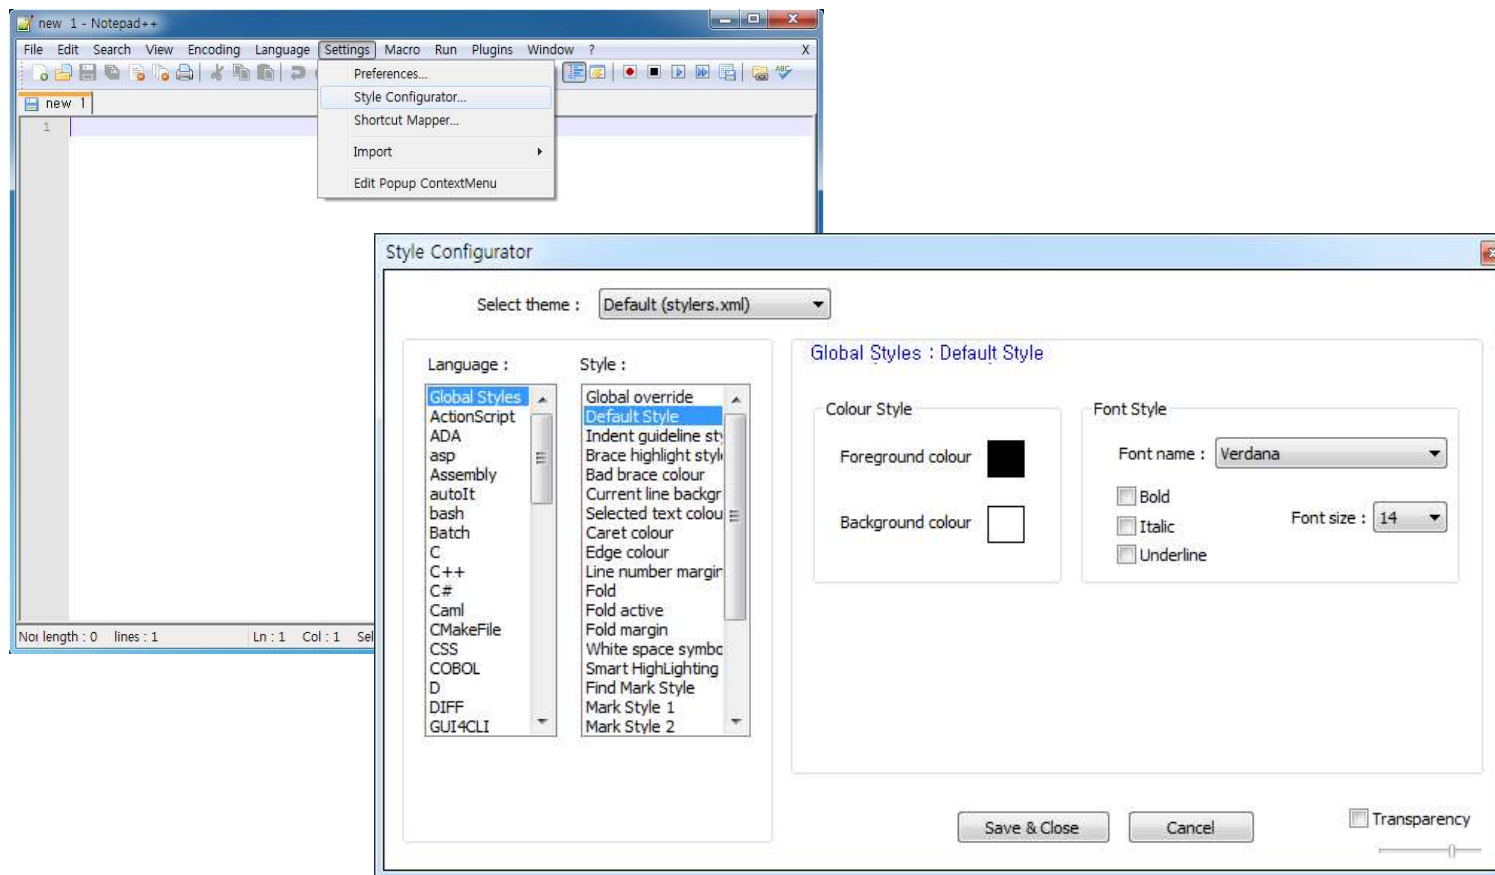 new 1 - Notepad++
File Edit Search View Encoding Language Settings Macro Run Plugins Window ? X
Preferences...
Style Configurator...
Shortcut Mapper...
Import
Edit Popup ContextMenu
ABC
new 1
1
length : 0 lines : 1 Ln : 1 Col : 1 Sel
Style Configurator
Select theme : Default (stylers.xml)
Language :
Global Styles
ActionScript
ADA
asp
Assembly
autoIt
bash
Batch
C
C++
C#
Caml
CMakeFile
CSS
COBOL
D
DIFF
GUI4CLI
Style :
Global override
Default Style
Indent guideline sty
Brace highlight style
Bad brace colour
Current line backgr
Selected text colou
Caret colour
Edge colour
Line number margin
Fold
Fold active
Fold margin
White space symbo
Smart HighLighting
Find Mark Style
Mark Style 1
Mark Style 2
Global Styles : Default Style
Colour Style
Foreground colour
Background colour
Font Style
Font name : Verdana
Bold
Italic
Underline
Font size : 14
Save & Close
Cancel
Transparency